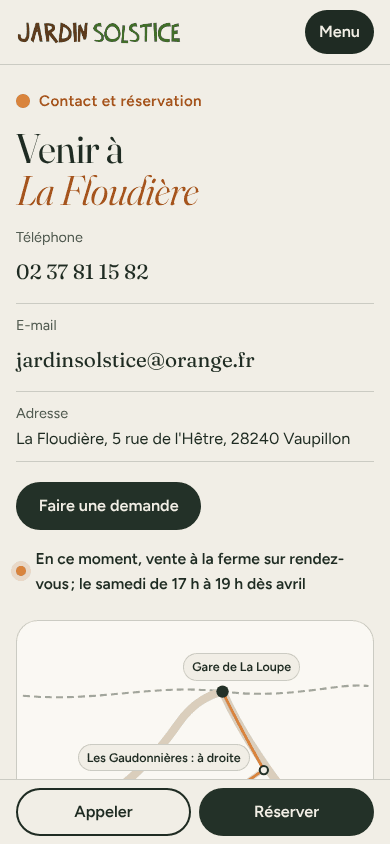 JARDIN SOLSTICE
Menu
Contact et réservation
Venir à
La Floudière
Téléphone
02 37 81 15 82
E-mail
jardinsolstice@orange.fr
Adresse
La Floudière, 5 rue de l'Hêtre, 28240 Vaupillon
Faire une demande
En ce moment, vente à la ferme sur rendez-
vous ; le samedi de 17 h à 19 h dès avril
Gare de La Loupe
Les Gaudonnières : à droite
Appeler
Réserver